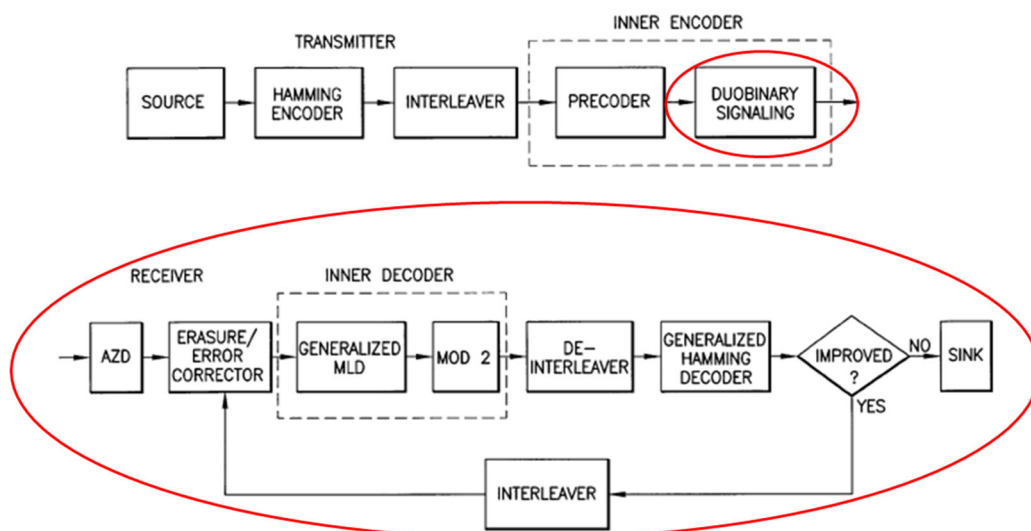 INNER ENCODER
TRANSMITTER
SOURCE
HAMMING
ENCODER
INTERLEAVER
PRECODER
DUOBINARY
SIGNALING
RECEIVER
INNER DECODER
AZD
ERASURE/
ERROR
CORRECTOR
GENERALIZED
MLD
MOD 2
DE-
INTERLEAVER
GENERALIZED
HAMMING
DECODER
IMPROVED
?
NO
SINK
YES
INTERLEAVER